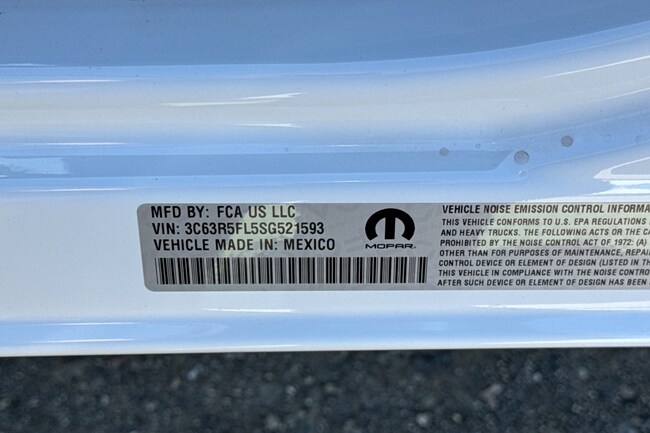 MFD BY: FCA US LLC
VIN: 3C63R5FL5SG521593
VEHICLE MADE IN: MEXICO
MOPAR.
VEHICLE NOISE EMISSION CONTROL INFORMA
THIS VEHICLE CONFORMS TO U.S. EPA REGULATIONS
AND HEAVY TRUCKS. THE FOLLOWING ACTS OR THE CA
PROHIBITED BY THE NOISE CONTROL ACT OF 1972: (A)
OTHER THAN FOR PURPOSES OF MAINTENANCE, REPAI
CONTROL DEVICE OR ELEMENT OF DESIGN (LISTED IN T
THIS VEHICLE IN COMPLIANCE WITH THE NOISE CONTRO
AFTER SUCH DEVICE OR ELEMENT OF DESIGN HAS BEEN